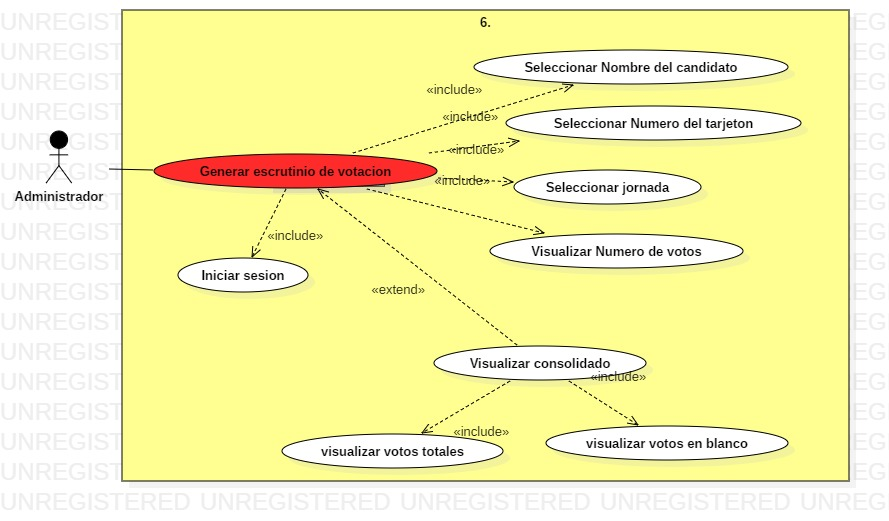 UNREGISTERED UNREGISTERED UNREGISTERED UNREGISTERED UNREG
6.
Seleccionar Nombre del candidato
«include»
«include»
Seleccionar Numero del tarjeton
«include»
Generar escrutinio de votacion
«include»
Seleccionar jornada
Administrador
«include»
Visualizar Numero de votos
Iniciar sesion
«extend»
Visualizar consolidado
«include»
«include»
visualizar votos totales
visualizar votos en blanco